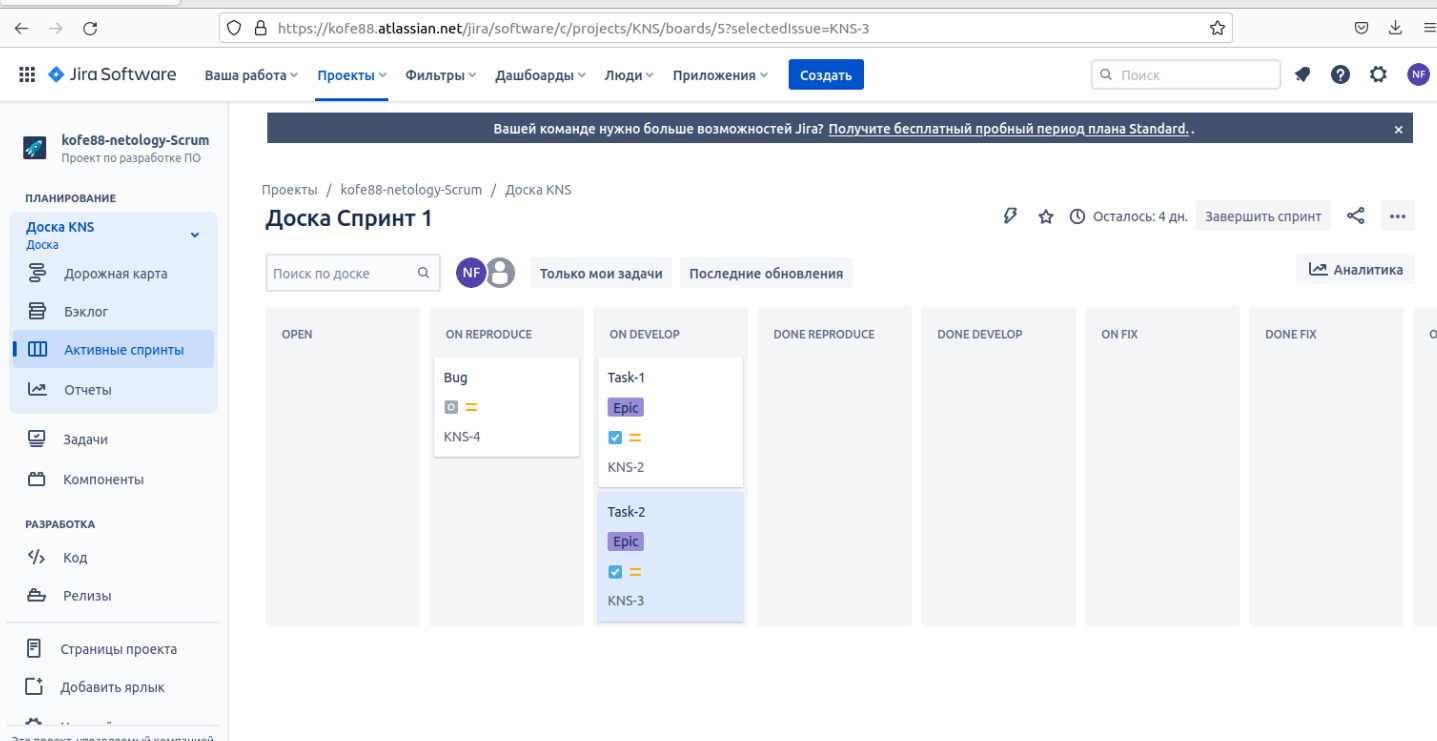 https://kofe88.atlassian.net/jira/software/c/projects/KNS/boards/5?selectedIssue=KNS-3
Jira Software Ваша работа Проекты Фильтры Дашборды Люди Приложения Создать Поиск NF
kofe88-netology-Scrum
Проект по разработке ПО
ПЛАНИРОВАНИЕ
Доска KNS
Доска
Дорожная карта
Бэклог
Активные спринты
Отчеты
Задачи
Компоненты
РАЗРАБОТКА
Код
Релизы
Страницы проекта
Добавить ярлык
Это проект, управляемый компанией
Вашей команде нужно больше возможностей Jira? Получите бесплатный пробный период плана Standard. .
Проекты / kofe88-netology-Scrum / Доска KNS
Доска Спринт 1
Осталось: 4 дн. Завершить спринт
Поиск по доске NF Только мои задачи Последние обновления Аналитика
OPEN
ON REPRODUCE
Bug
KNS-4
ON DEVELOP
Task-1
Epic
KNS-2
Task-2
Epic
KNS-3
DONE REPRODUCE
DONE DEVELOP
ON FIX
DONE FIX